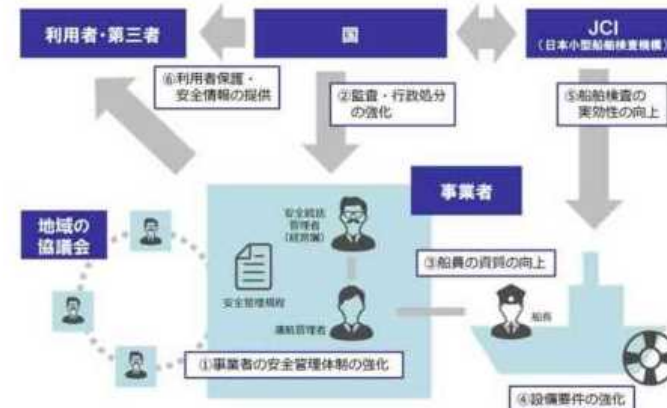 利用者・第三者
国
JCI
（日本小型船舶検査機構）
⑥利用者保護・
安全情報の提供
②監査・行政処分
の強化
⑤船舶検査の
実効性の向上
事業者
地域の
協議会
安全統括
管理者
（経営層）
安全管理規程
③船員の資質の向上
運航管理者
船長
①事業者の安全管理体制の強化
④設備要件の強化